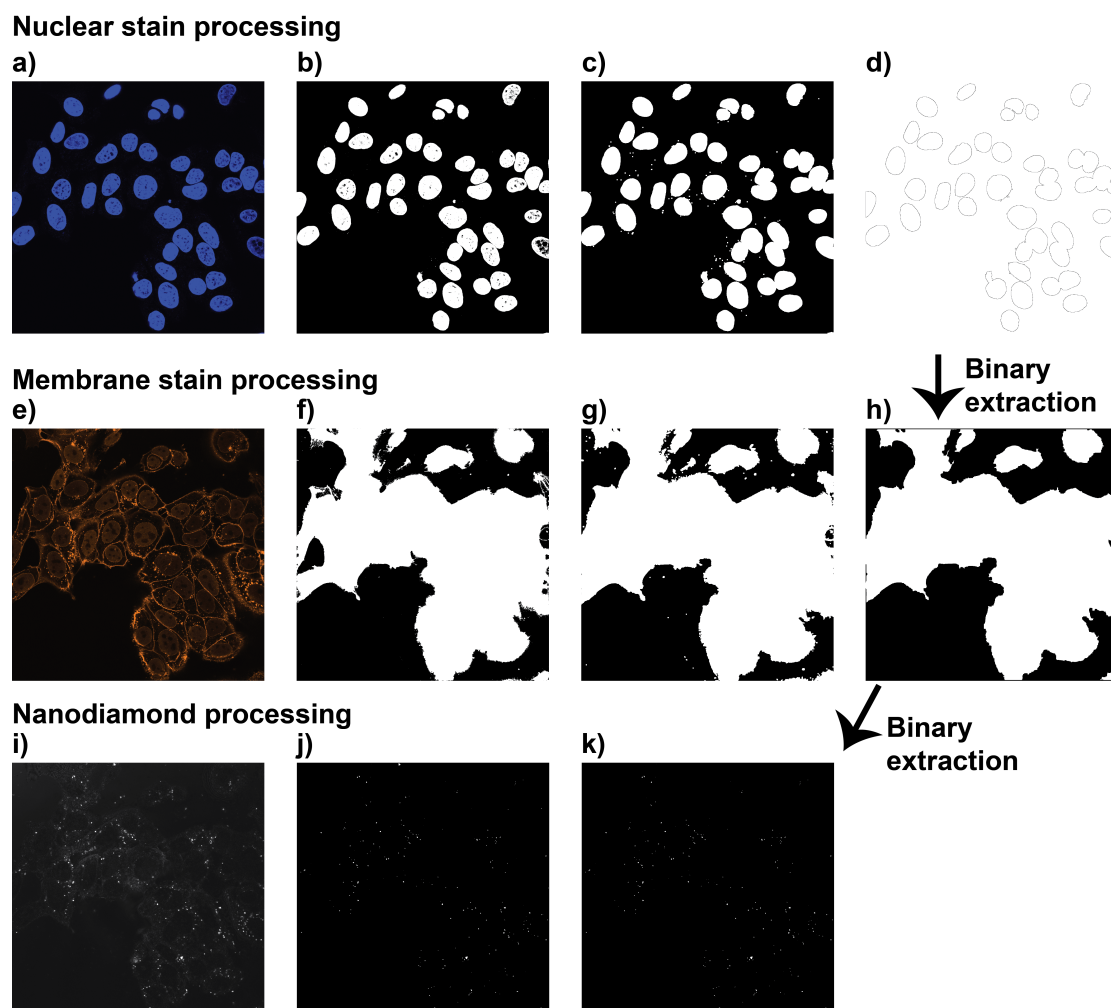 Nuclear stain processing
a)
b)
c)
d)
Binary
extraction
Membrane stain processing
e)
f)
g)
h)
Nanodiamond processing
Binary
extraction
i)
j)
k)